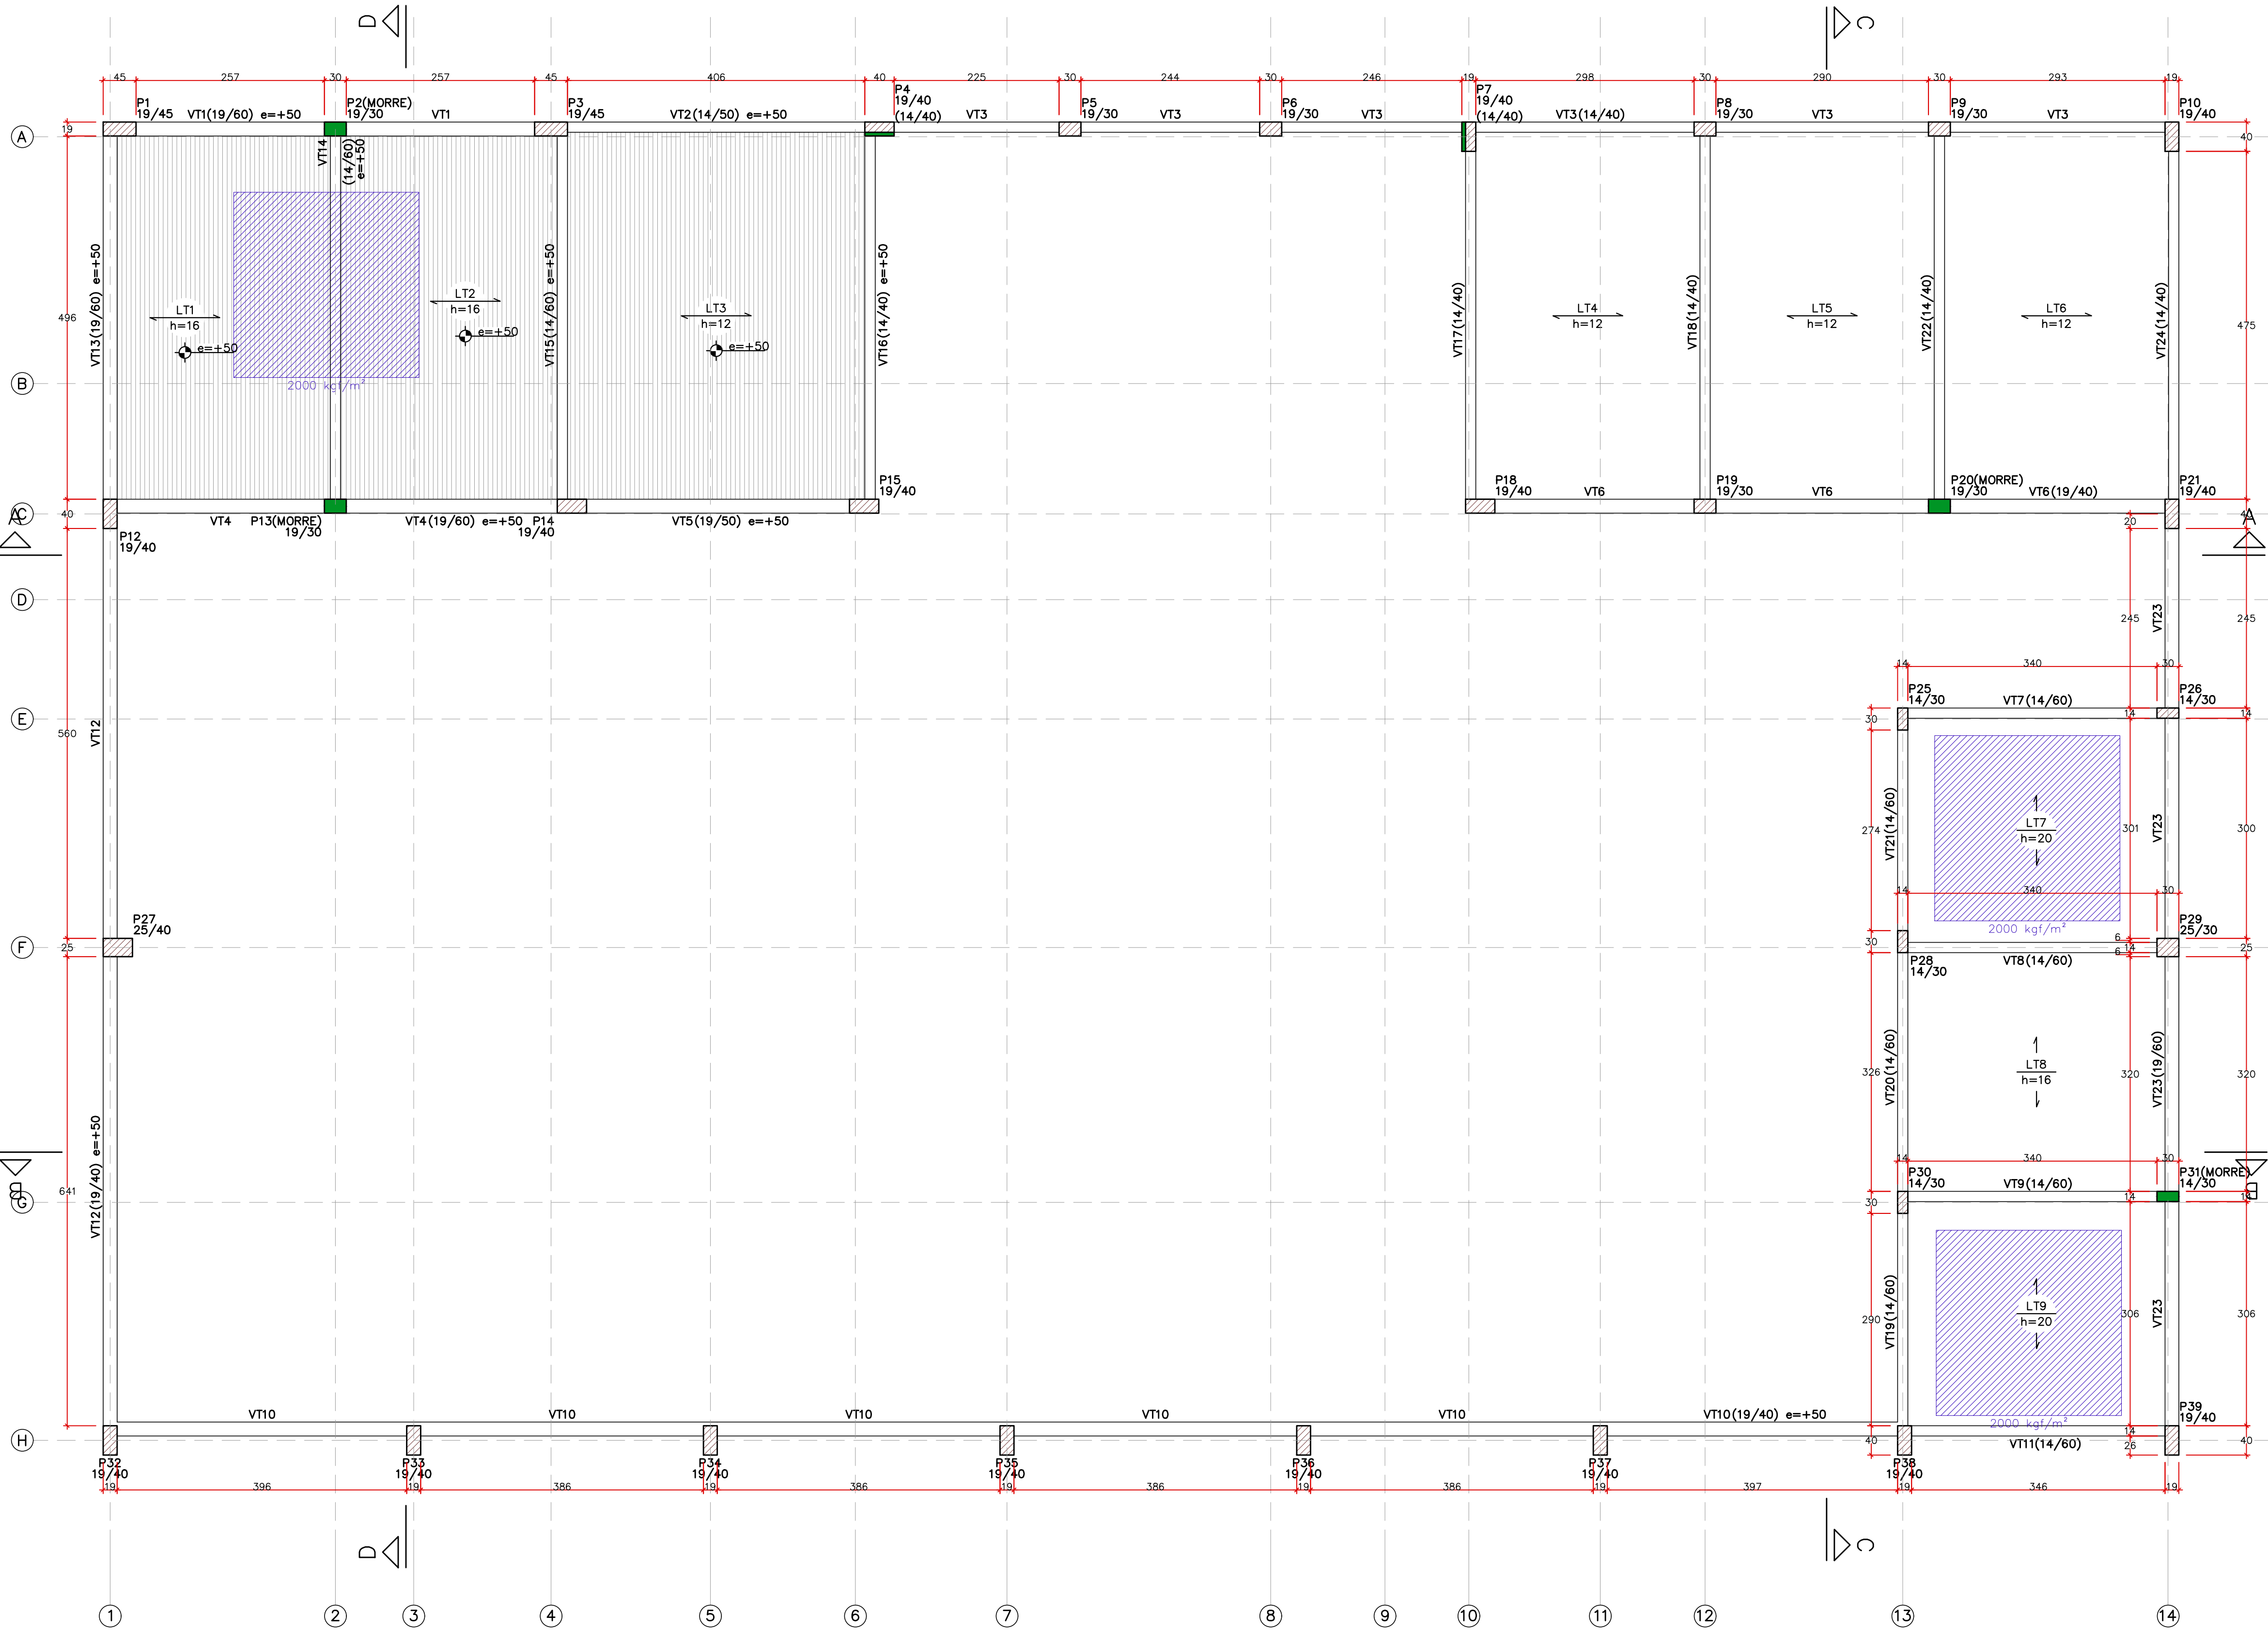 D
C
45
257
30
257
45
406
40
225
30
244
30
246
19
298
30
290
30
293
19
P1
19/45
VT1(19/60) e=+50
P2(MORRE)
19/30
VT1
P3
19/45
VT2(14/50) e=+50
P4
19/40
(14/40)
VT3
P5
19/30
VT3
P6
19/30
VT3
P7
19/40
(14/40)
VT3(14/40)
P8
19/30
VT3
P9
19/30
VT3
P10
19/40
A
19
40
VT14
(14/60)
e=+50
496
475
VT13(19/60) e=+50
LT1
h=16
e=+50
LT2
h=16
e=+50
VT15(14/60) e=+50
LT3
h=12
e=+50
VT16(14/40) e=+50
VT17(14/40)
LT4
h=12
VT18(14/40)
LT5
h=12
VT22(14/40)
LT6
h=12
VT24(14/40)
2000 kgf/m²
B
P15
19/40
P18
19/40
VT6
P19
19/30
VT6
P20(MORRE)
19/30
VT6(19/40)
P21
19/40
C
A
40
P12
19/40
VT4
P13(MORRE)
19/30
VT4(19/60) e=+50
P14
19/40
VT5(19/50) e=+50
20
A
D
245
VT23
245
14
340
30
P25
14/30
VT7(14/60)
P26
14/30
E
VT12
560
30
14
14
274
VT21(14/60)
LT7
h=20
301
VT23
300
14
340
30
2000 kgf/m²
P27
25/40
P29
25/30
F
25
30
6
14
6
25
P28
14/30
VT8(14/60)
VT12(19/40) e=+50
326
VT20(14/60)
LT8
h=16
320
VT23(19/60)
320
14
340
30
B
B
P30
14/30
VT9(14/60)
P31(MORRE)
14/30
G
641
30
14
14
290
VT19(14/60)
LT9
h=20
306
VT23
306
2000 kgf/m²
P39
19/40
VT10
VT10
VT10
VT10
VT10
VT10(19/40) e=+50
H
40
14
26
40
VT11(14/60)
P32
19/40
P33
19/40
P34
19/40
P35
19/40
P36
19/40
P37
19/40
P38
19/40
19
396
19
386
19
386
19
386
19
386
19
397
19
346
19
D
C
1
2
3
4
5
6
7
8
9
10
11
12
13
14